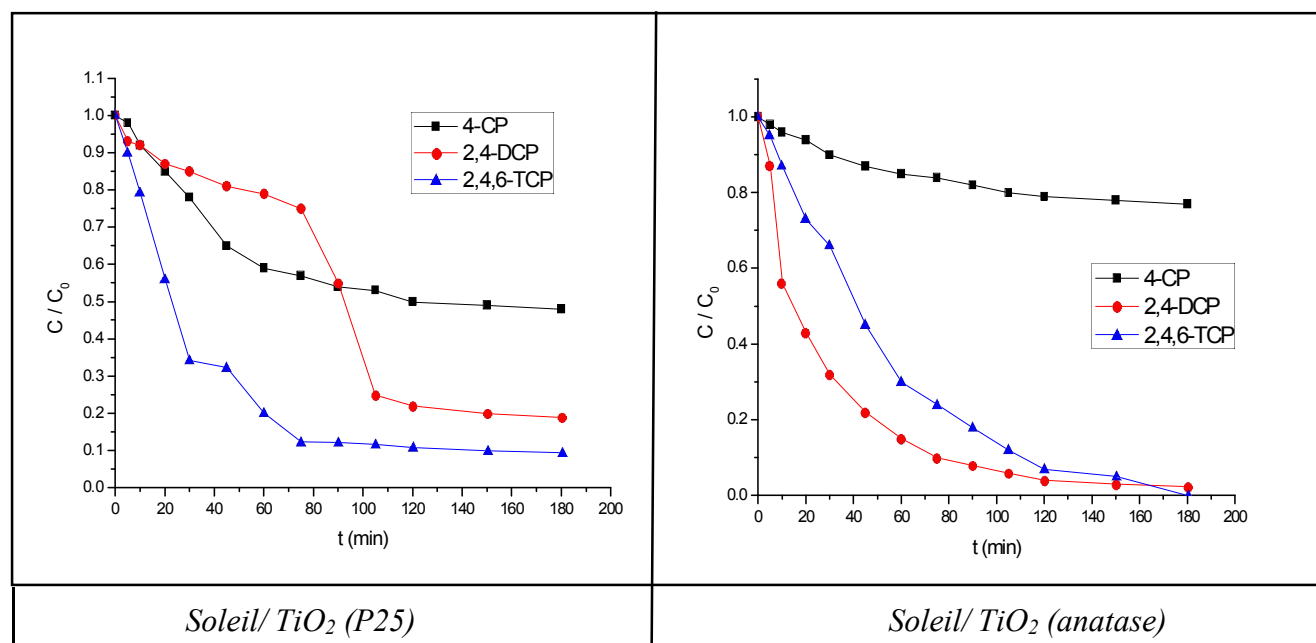 1.1
1.0
0.9
0.8
0.7
0.6
0.5
0.4
0.3
0.2
0.1
0.0
C / C0
0 20 40 60 80 100 120 140 160 180 200
t (min)
4-CP
2,4-DCP
2,4,6-TCP
Soleil/ TiO2 (P25)
1.0
0.8
0.6
0.4
0.2
0.0
C / C0
0 20 40 60 80 100 120 140 160 180 200
t (min)
4-CP
2,4-DCP
2,4,6-TCP
Soleil/ TiO2 (anatase)